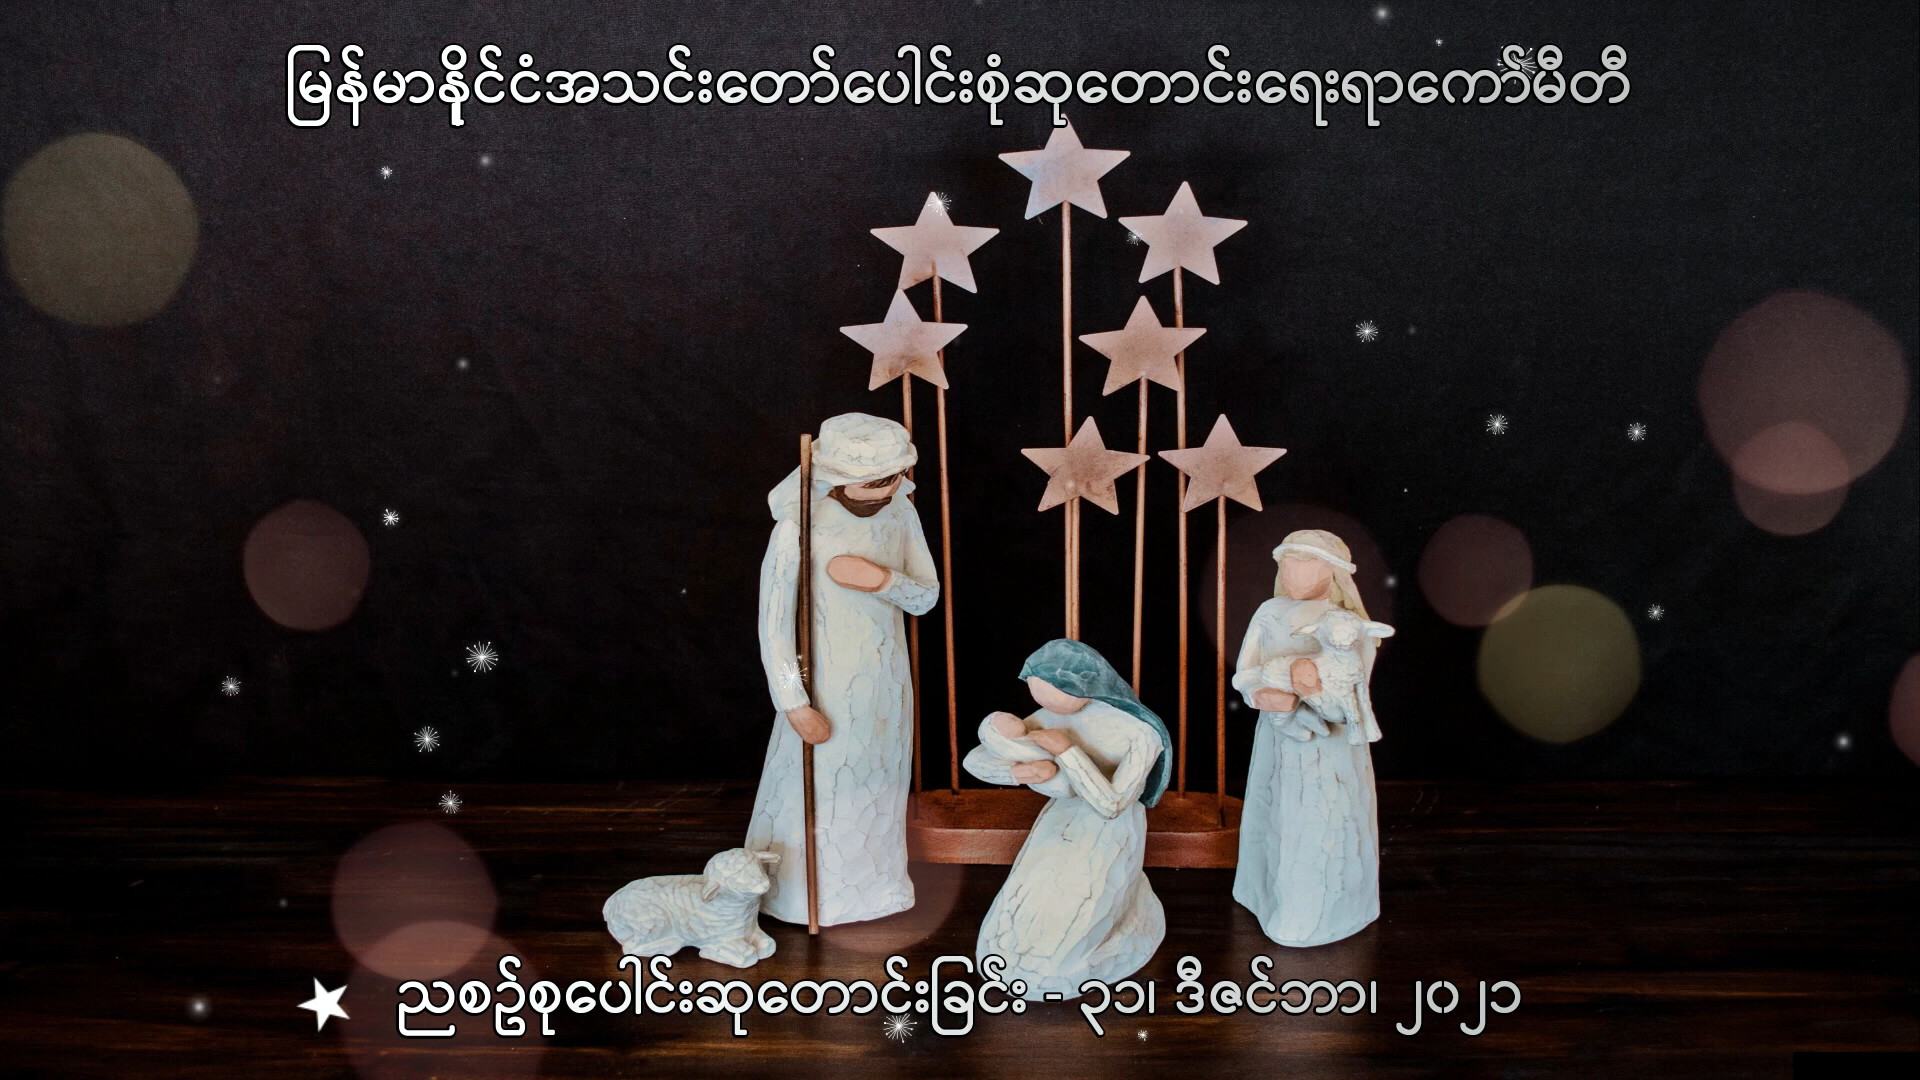 မြန်မာနိုင်ငံအသင်းတော်ပေါင်းစုံဆုတောင်းရေးရာကော်မီတီ
ညစဥ်စုပေါင်းဆုတောင်းခြင်း - ၃၁၊ ဒီဇင်ဘာ၊ ၂၀၂၁